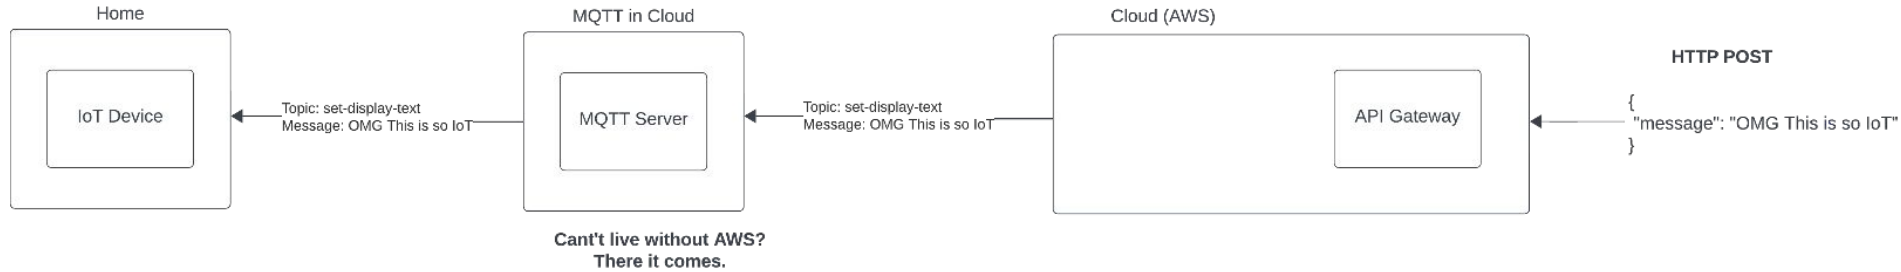 Home
MQTT in Cloud
Cloud (AWS)
HTTP POST
IoT Device
Topic: set-display-text
Message: OMG This is so IoT
MQTT Server
Topic: set-display-text
Message: OMG This is so IoT
API Gateway
{
"message": "OMG This is so IoT"
}
Cant't live without AWS?
There it comes.